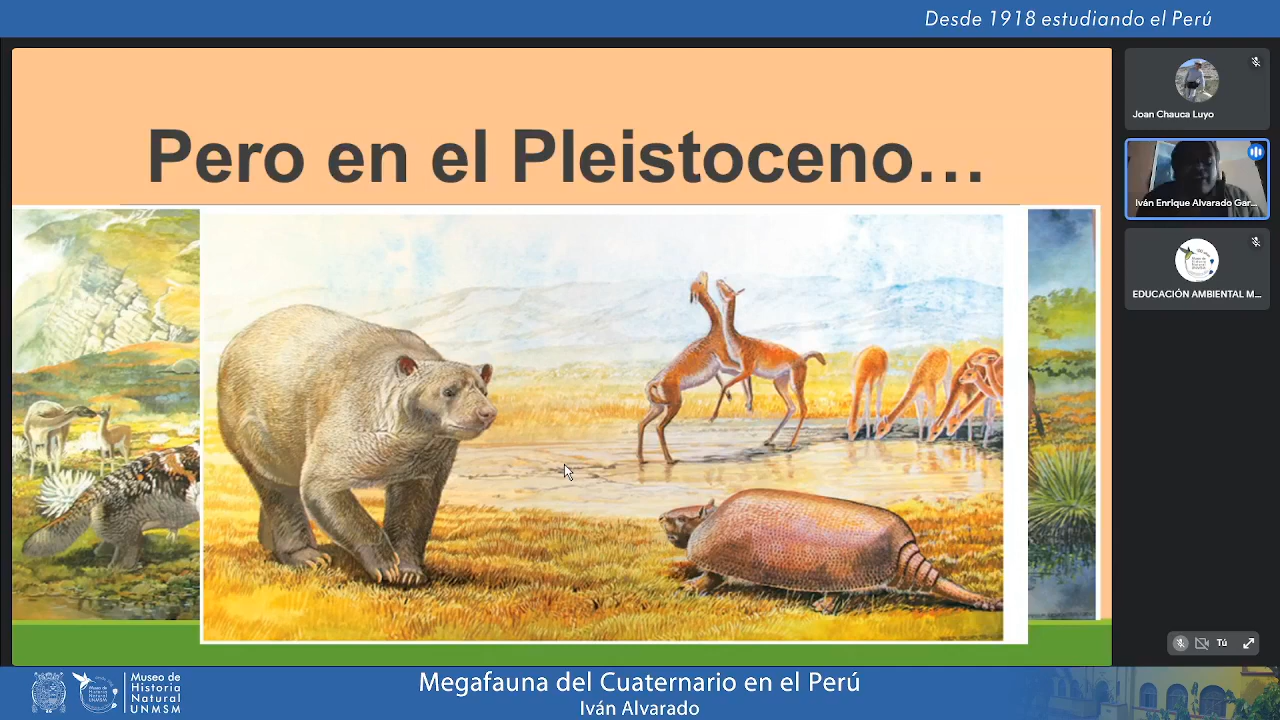 Desde 1918 estudiando el Perú
Pero en el Pleistoceno…
Joan Chauca Luyo
Iván Enrique Alvarado Gar...
EDUCACIÓN AMBIENTAL M...
Tú
Museo de
Historia
Natural
UNMSM
Megafauna del Cuaternario en el Perú
Iván Alvarado